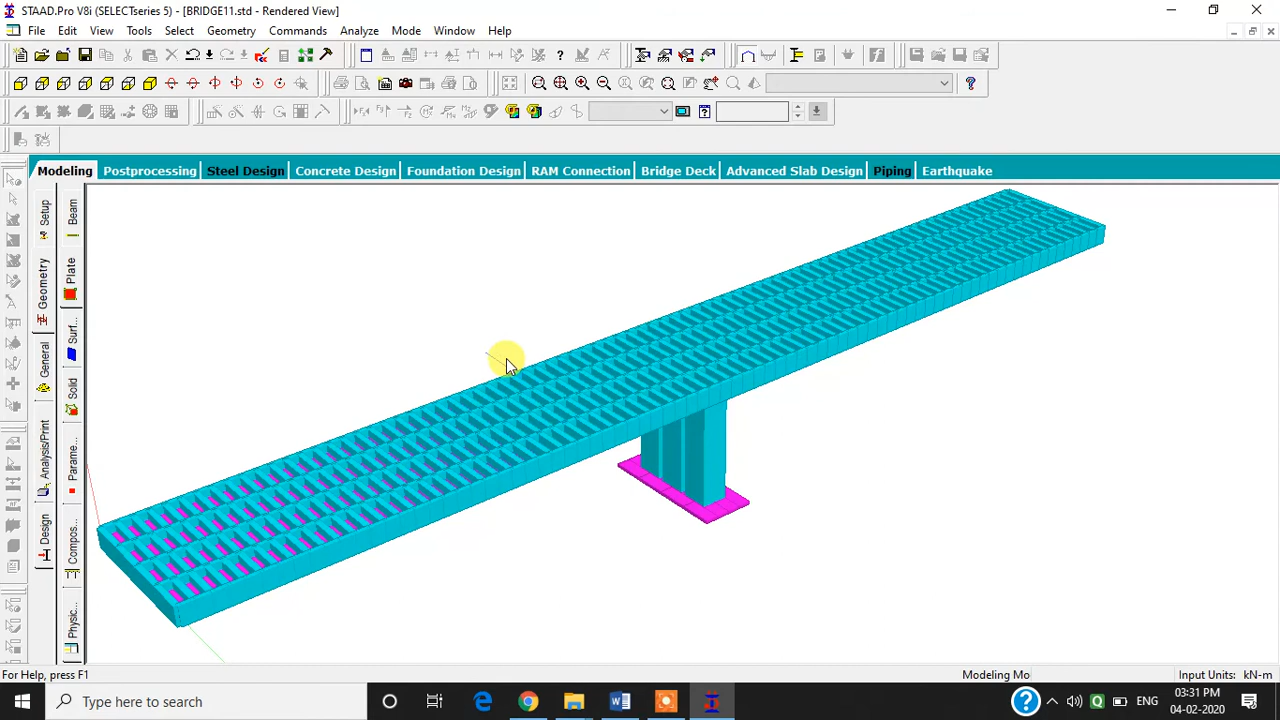 STAAD.Pro V8i (SELECTseries 5) - [BRIDGE11.std - Rendered View]
File Edit View Tools Select Geometry Commands Analyze Mode Window Help
Modeling Postprocessing Steel Design Concrete Design Foundation Design RAM Connection Bridge Deck Advanced Slab Design Piping Earthquake
Setup
Geometry
General
Analysis/Print
Design
Beam
Plate
Surf...
Solid
Parame...
Compos...
Physic...
For Help, press F1
Modeling Mo
Input Units: kN-m
Type here to search
ENG
03:31 PM
04-02-2020